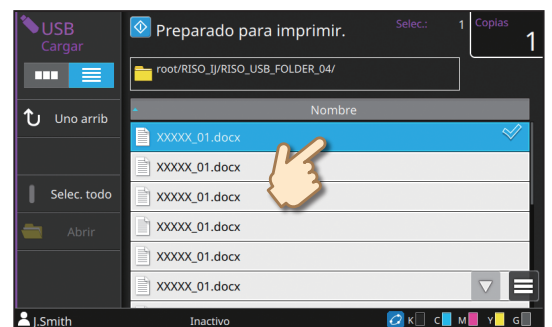 USB
Cargar
Preparado para imprimir.
Selec.: 1
Copias
1
root/RISO_IJ/RISO_USB_FOLDER_04/
Uno arrib
Nombre
XXXXX_01.docx
XXXXX_01.docx
Selec. todo
XXXXX_01.docx
Abrir
XXXXX_01.docx
XXXXX_01.docx
XXXXX_01.docx
J.Smith
Inactivo
K C M Y G